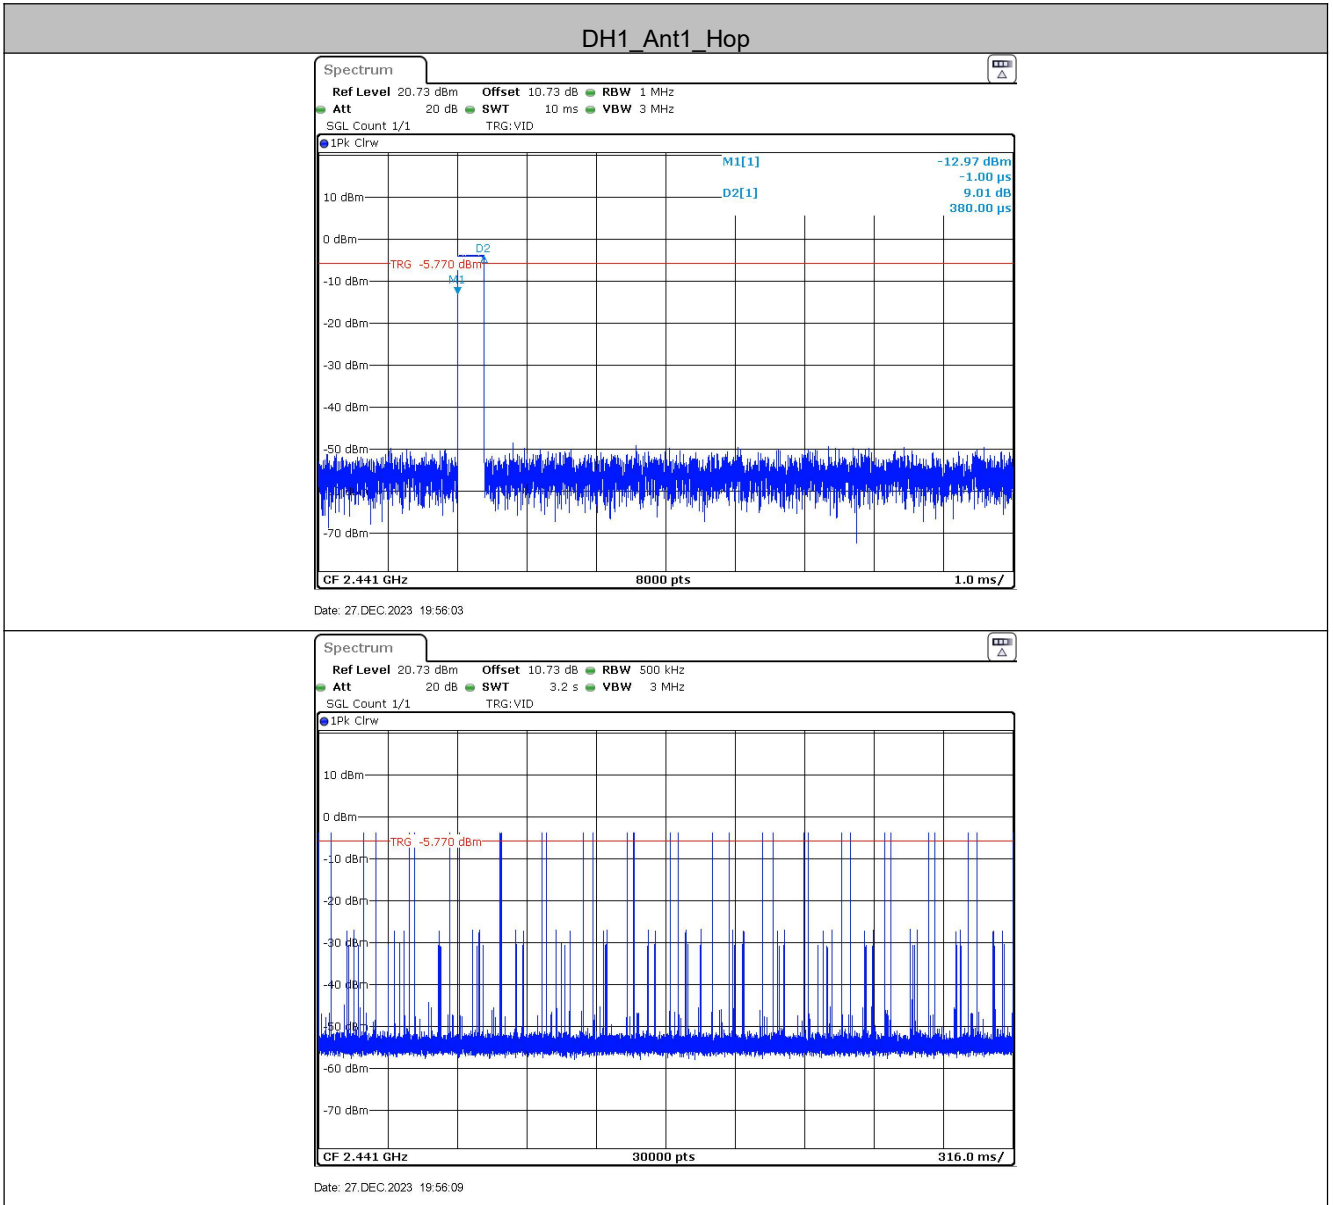 DH1_Ant1_Hop
Spectrum
Ref Level 20.73 dBm Offset 10.73 dB RBW 1 MHz
Att 20 dB SWT 10 ms VBW 3 MHz
SGL Count 1/1 TRG:VID
1Pk Clrw
M1[1] -12.97 dBm
-1.00 µs
D2[1] 9.01 dB
380.00 µs
10 dBm
0 dBm
D2
TRG -5.770 dBm
M1
-10 dBm
-20 dBm
-30 dBm
-40 dBm
-50 dBm
-70 dBm
CF 2.441 GHz 8000 pts 1.0 ms/
Date: 27.DEC.2023 19:56:03
Spectrum
Ref Level 20.73 dBm Offset 10.73 dB RBW 500 kHz
Att 20 dB SWT 3.2 s VBW 3 MHz
SGL Count 1/1 TRG:VID
1Pk Clrw
10 dBm
0 dBm
TRG -5.770 dBm
-10 dBm
-20 dBm
-30 dBm
-40 dBm
-50 dBm
-60 dBm
-70 dBm
CF 2.441 GHz 30000 pts 316.0 ms/
Date: 27.DEC.2023 19:56:09